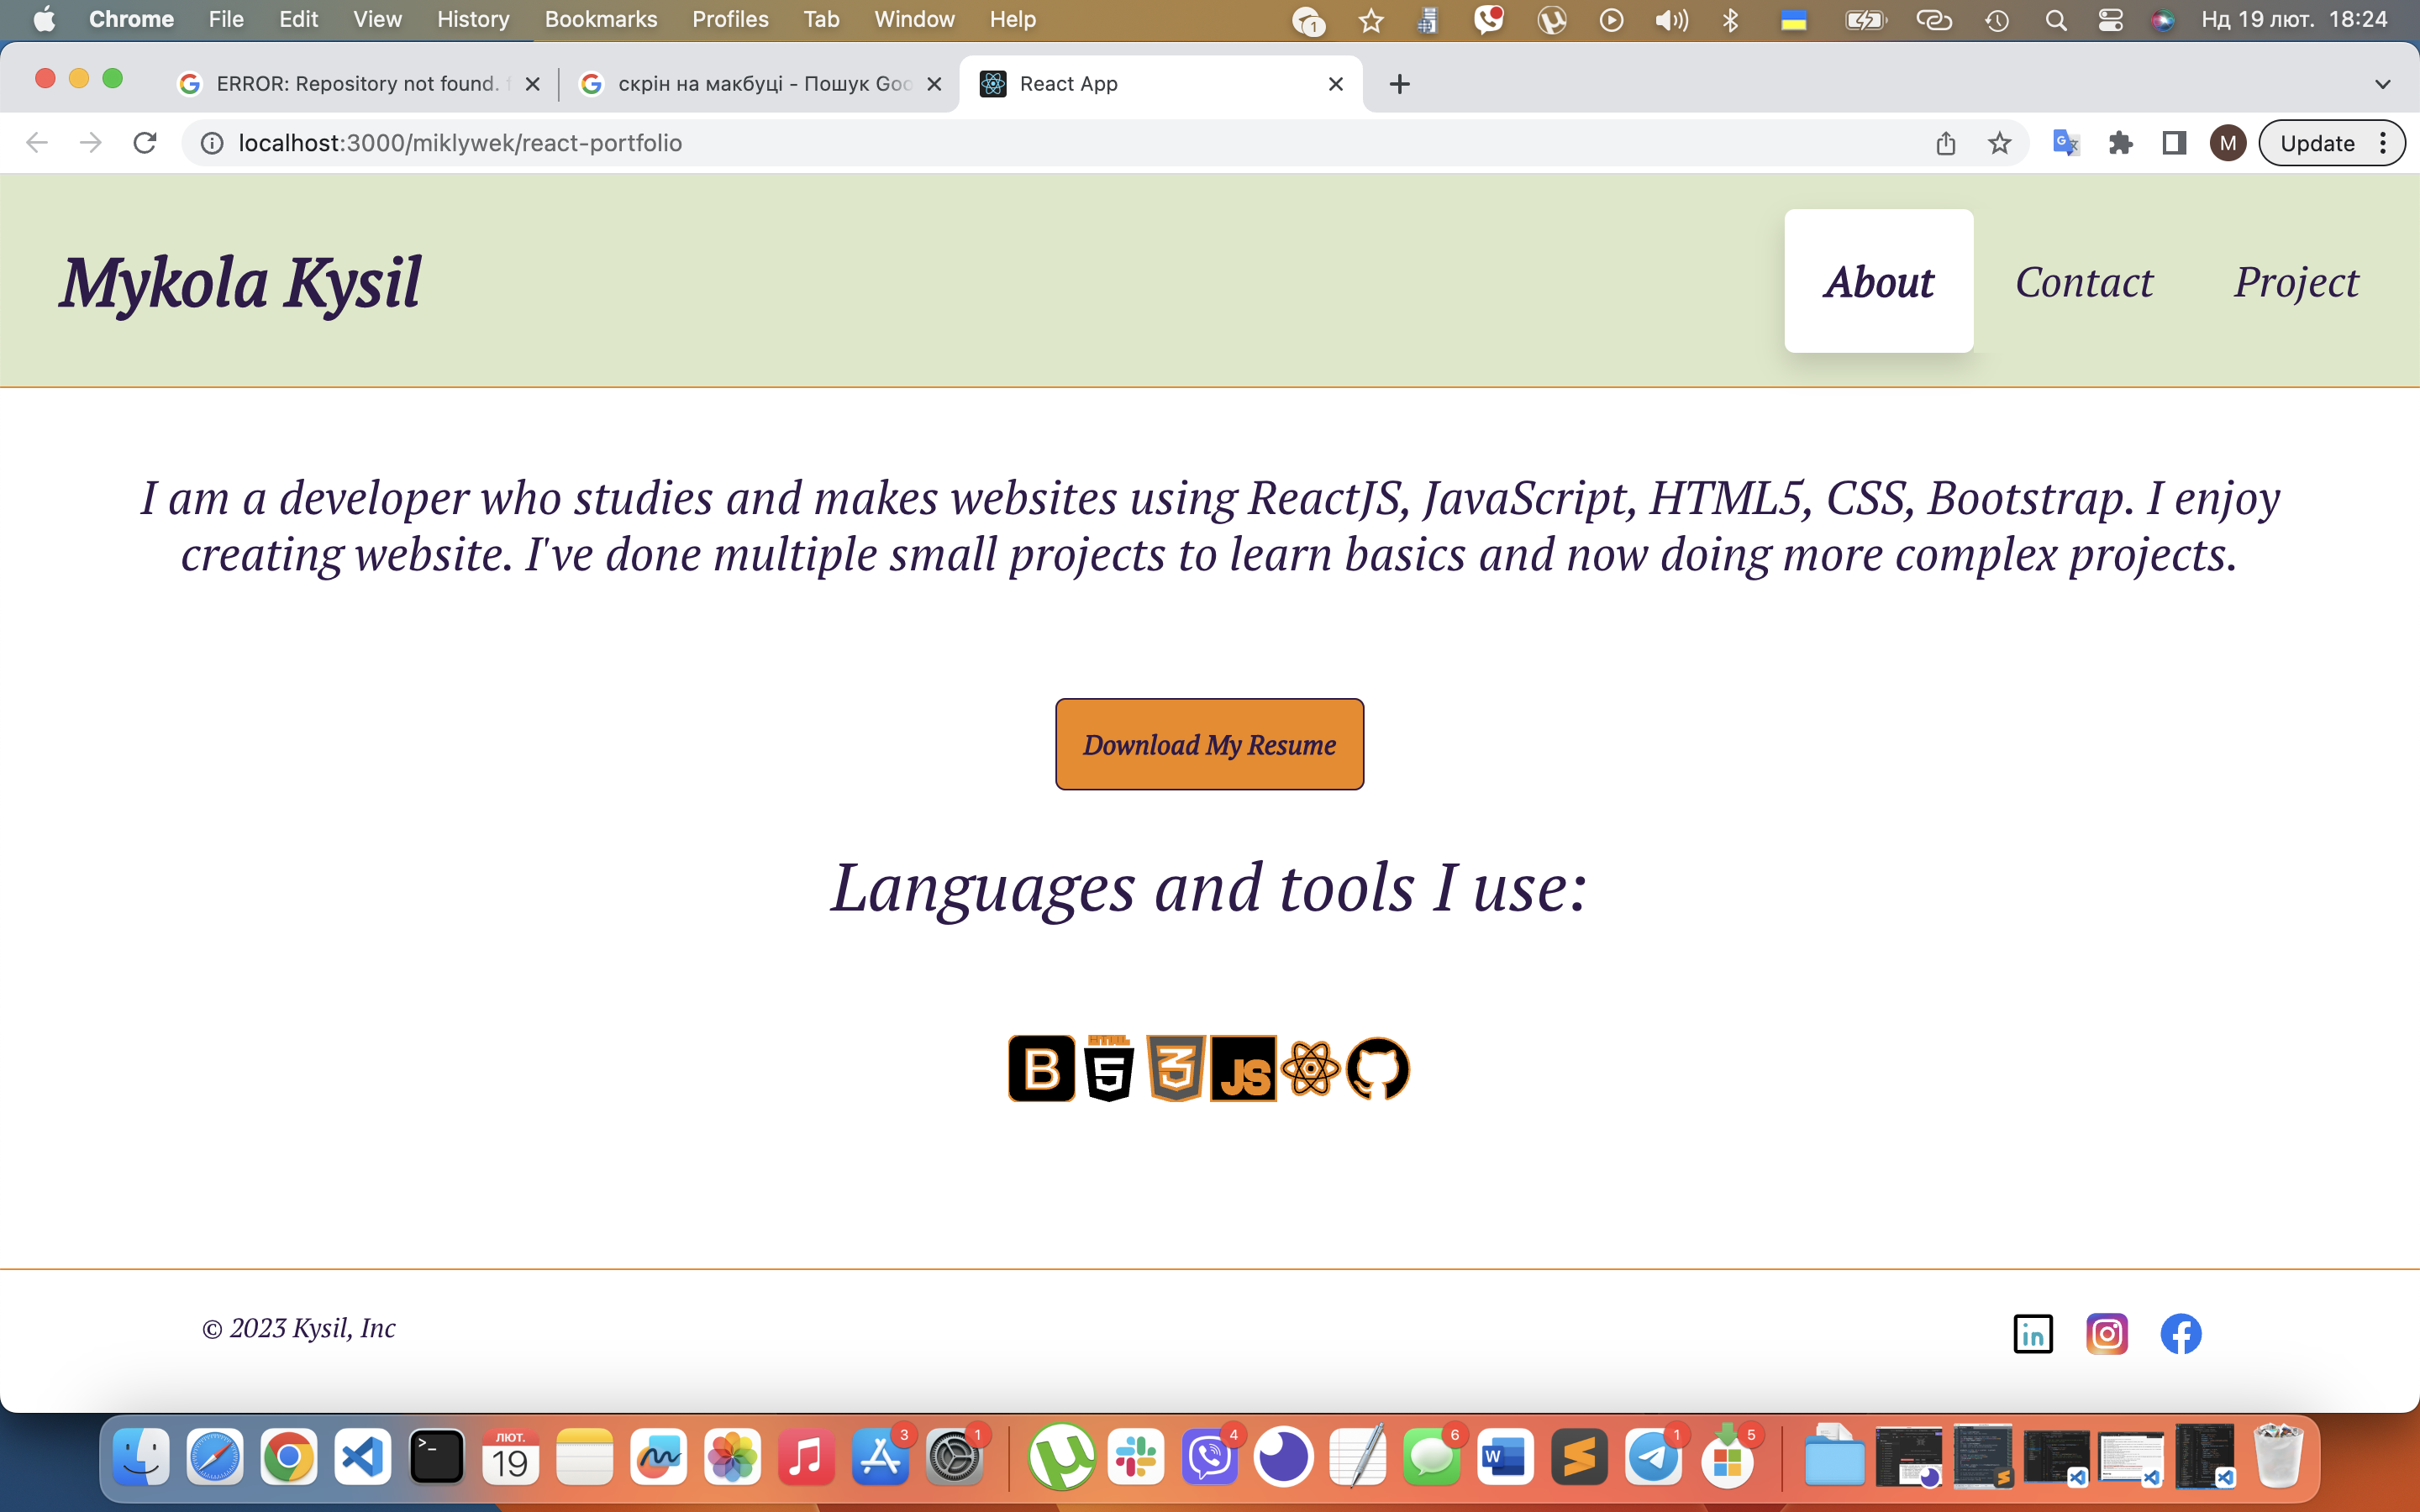 Chrome File Edit View History Bookmarks Profiles Tab Window Help 1 Нд 19 лют. 18:24
ERROR: Repository not found. скрін на макбуці - Пошук Goo React App
localhost:3000/miklywek/react-portfolio M Update
Mykola Kysil About Contact Project
I am a developer who studies and makes websites using ReactJS, JavaScript, HTML5, CSS, Bootstrap. I enjoy
creating website. I've done multiple small projects to learn basics and now doing more complex projects.
Download My Resume
Languages and tools I use:
B HTML 5 3 JS
© 2023 Kysil, Inc in
ЛЮТ. 3 1 4 6 1 5
19 W